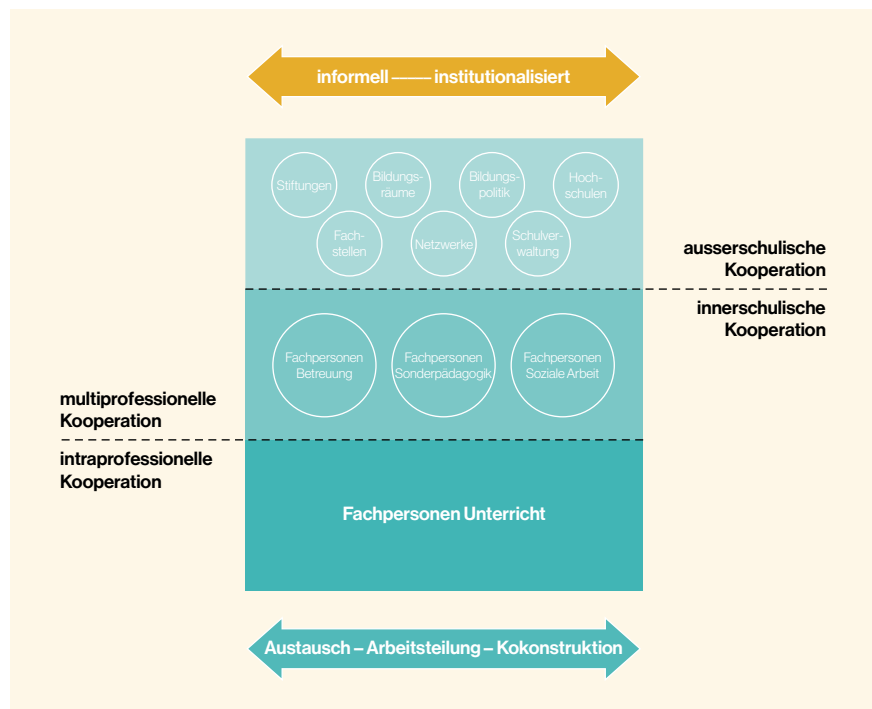 informell —— institutionalisiert
Stiftungen
Bildungs-
räume
Bildungs-
politik
Hoch-
schulen
Fach-
stellen
Netzwerke
Schulver-
waltung
ausserschulische
Kooperation
innerschulische
Kooperation
Fachpersonen
Betreuung
Fachpersonen
Sonderpädagogik
Fachpersonen
Soziale Arbeit
multiprofessionelle
Kooperation
intraprofessionelle
Kooperation
Fachpersonen Unterricht
Austausch – Arbeitsteilung – Kokonstruktion